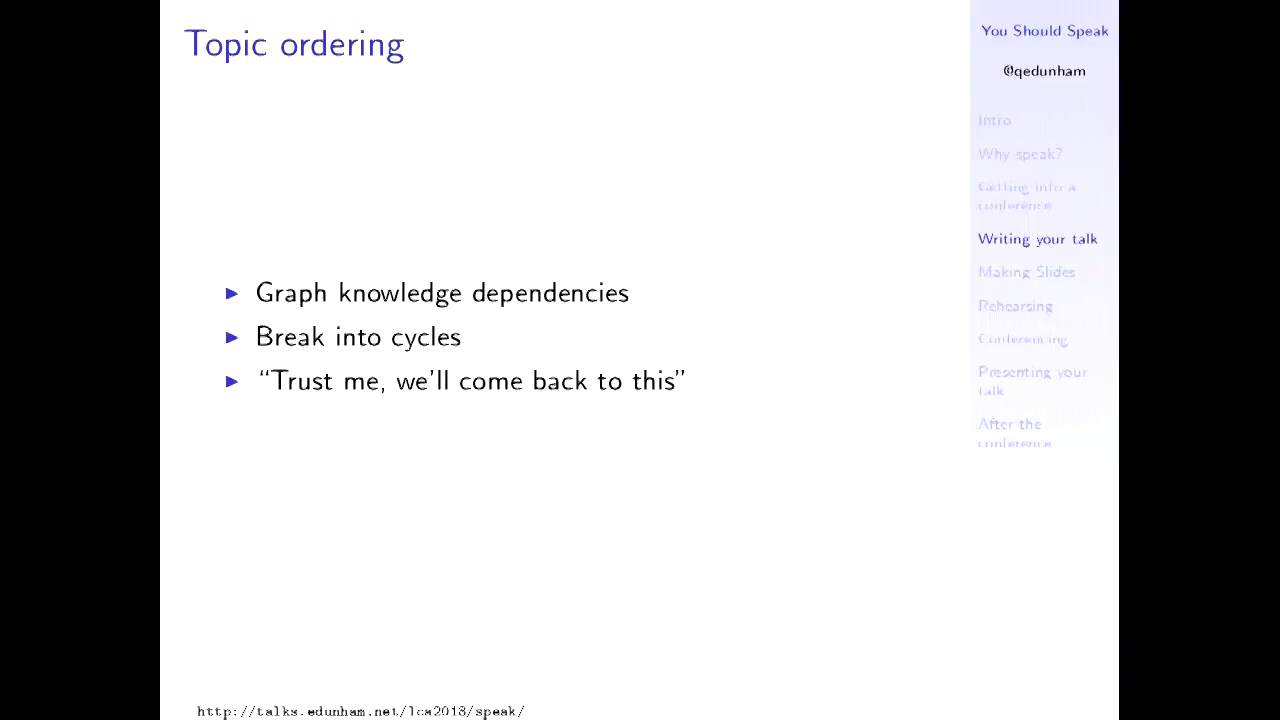 Topic ordering
Graph knowledge dependencies
Break into cycles
“Trust me, we’ll come back to this”
http://talks.edunham.net/lca2018/speak/
You Should Speak
@qedunham
Intro
Why speak?
Getting into a
conference
Writing your talk
Making Slides
Rehearsing
Conferencing
Presenting your
talk
After the
conference